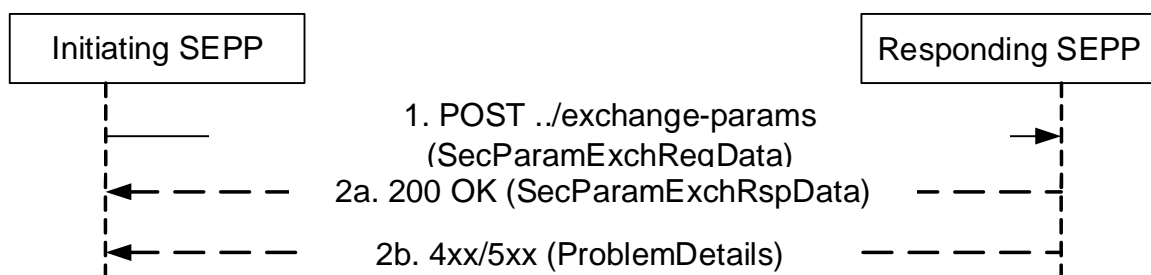 Initiating SEPP
Responding SEPP
1. POST ../exchange-params
(SecParamExchReqData)
2a. 200 OK (SecParamExchRspData)
2b. 4xx/5xx (ProblemDetails)